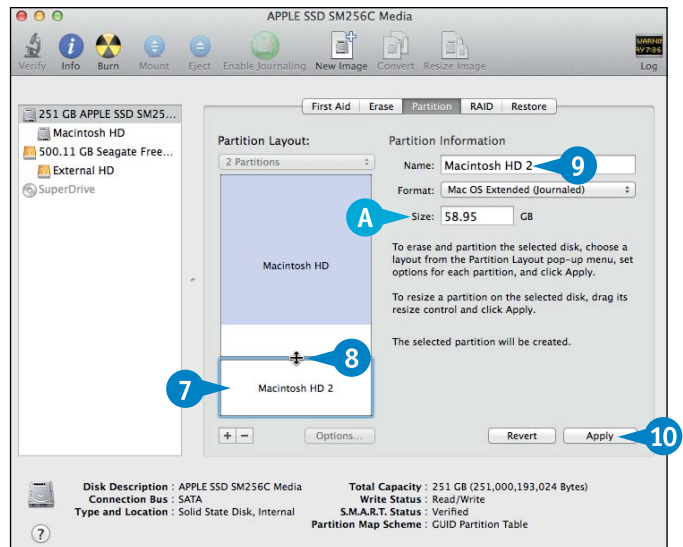 APPLE SSD SM256C Media
Verify Info Burn Mount Eject Enable Journaling New Image Convert Resize Image Log
251 GB APPLE SSD SM25...
Macintosh HD
500.11 GB Seagate Free...
External HD
SuperDrive
First Aid Erase Partition RAID Restore
Partition Layout:
2 Partitions
Macintosh HD
8
7
Macintosh HD 2
+ - Options...
Partition Information
Name: Macintosh HD 2 9
Format: Mac OS Extended (Journaled)
A Size: 58.95 GB
To erase and partition the selected disk, choose a
layout from the Partition Layout pop-up menu, set
options for each partition, and click Apply.
To resize a partition on the selected disk, drag its
resize control and click Apply.
The selected partition will be created.
Revert Apply 10
Disk Description : APPLE SSD SM256C Media
Connection Bus : SATA
Type and Location : Solid State Disk, Internal
Total Capacity : 251 GB (251,000,193,024 Bytes)
Write Status : Read/Write
S.M.A.R.T. Status : Verified
Partition Map Scheme : GUID Partition Table
?